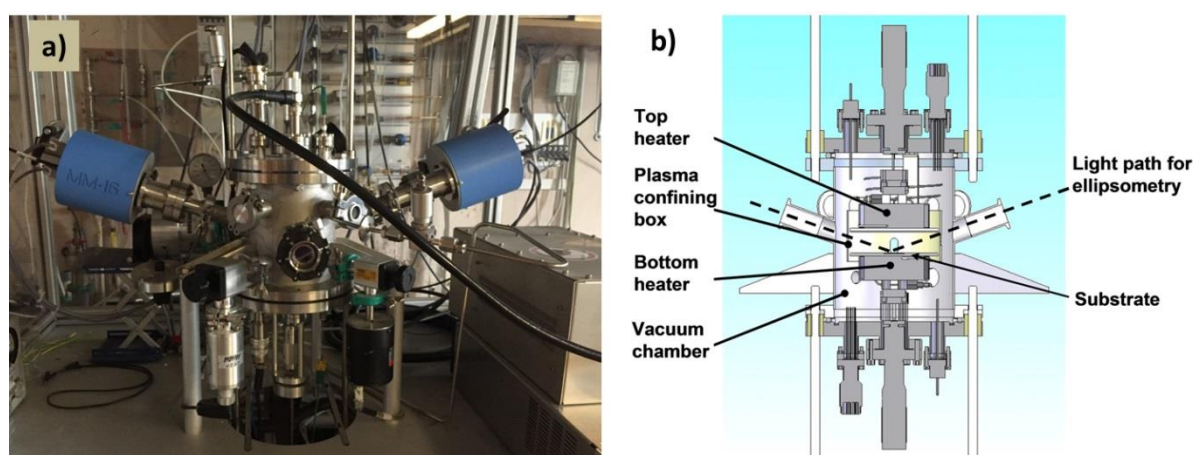 a)
MM-16
b)
Top
heater
Plasma
confining
box
Bottom
heater
Vacuum
chamber
Light path for
ellipsometry
Substrate